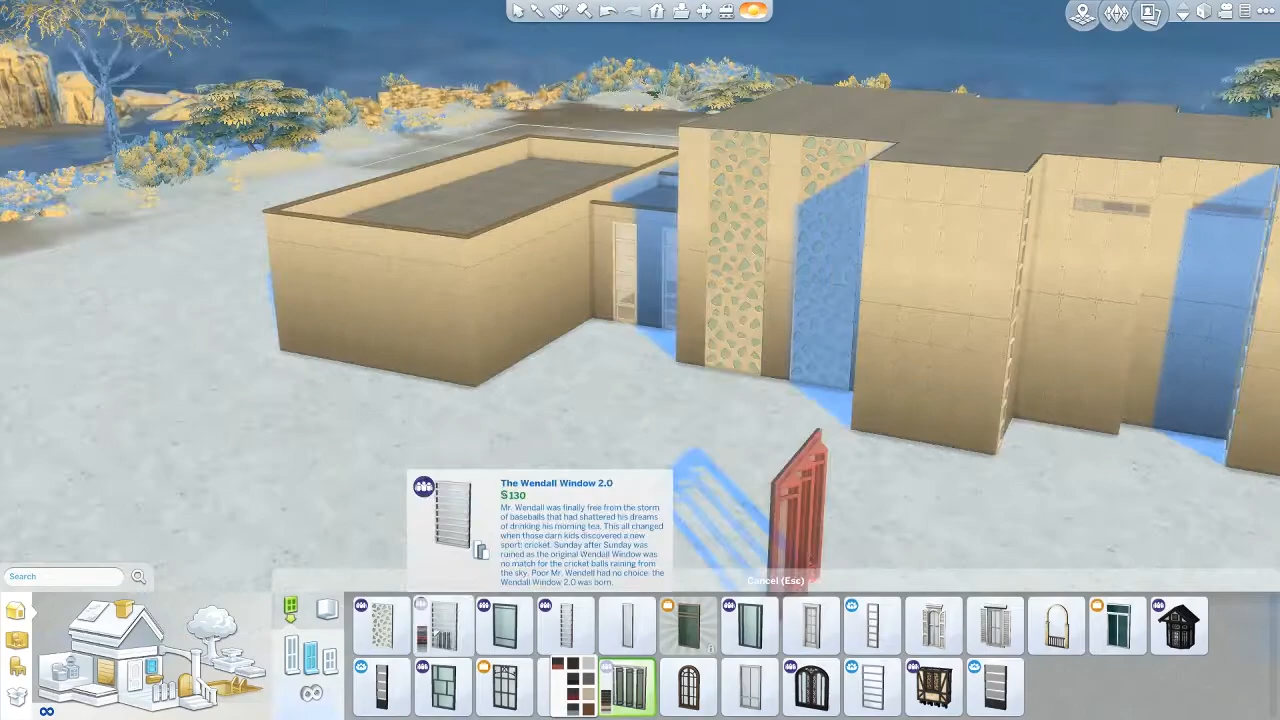 The Wendall Window 2.0
§130
Mr. Wendall was finally free from the storm
of baseballs that had shattered his dreams
of drinking his morning tea. This all changed
when those darn kids discovered a new
sport: cricket. Sunday after Sunday was
ruined as the original Wendall Window was
no match for the cricket balls raining from
the sky. Poor Mr. Wendell had no choice: the
Wendall Window 2.0 was born.
Cancel (Esc)
Search